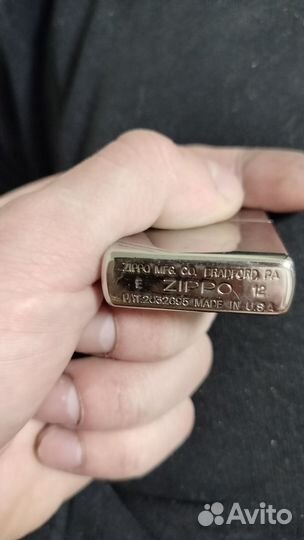 ZIPPO MFG. CO. BRADFORD PA
E ZIPPO 12
PAT. 2032695 MADE IN U.S.A
Avito